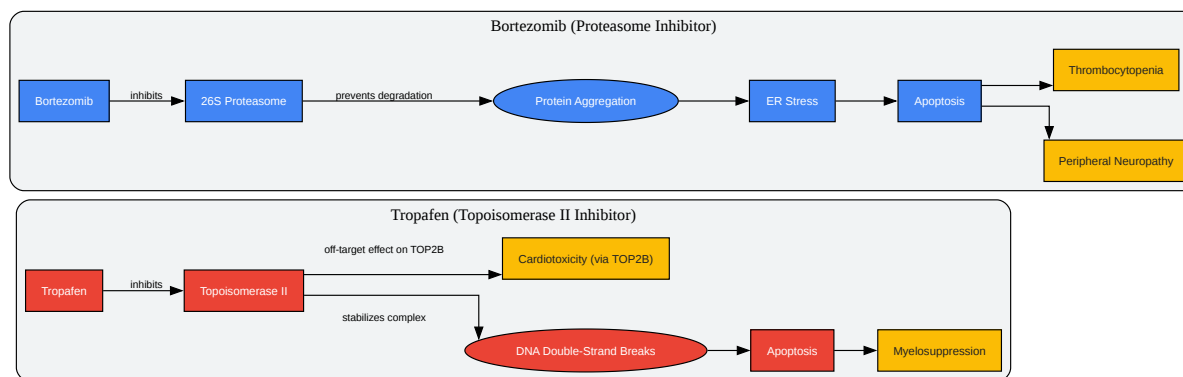 Bortezomib (Proteasome Inhibitor)
Thrombocytopenia
Bortezomib
inhibits
26S Proteasome
prevents degradation
Protein Aggregation
ER Stress
Apoptosis
Peripheral Neuropathy
Tropafen (Topoisomerase II Inhibitor)
off-target effect on TOP2B
Cardiotoxicity (via TOP2B)
Tropafen
inhibits
Topoisomerase II
stabilizes complex
DNA Double-Strand Breaks
Apoptosis
Myelosuppression